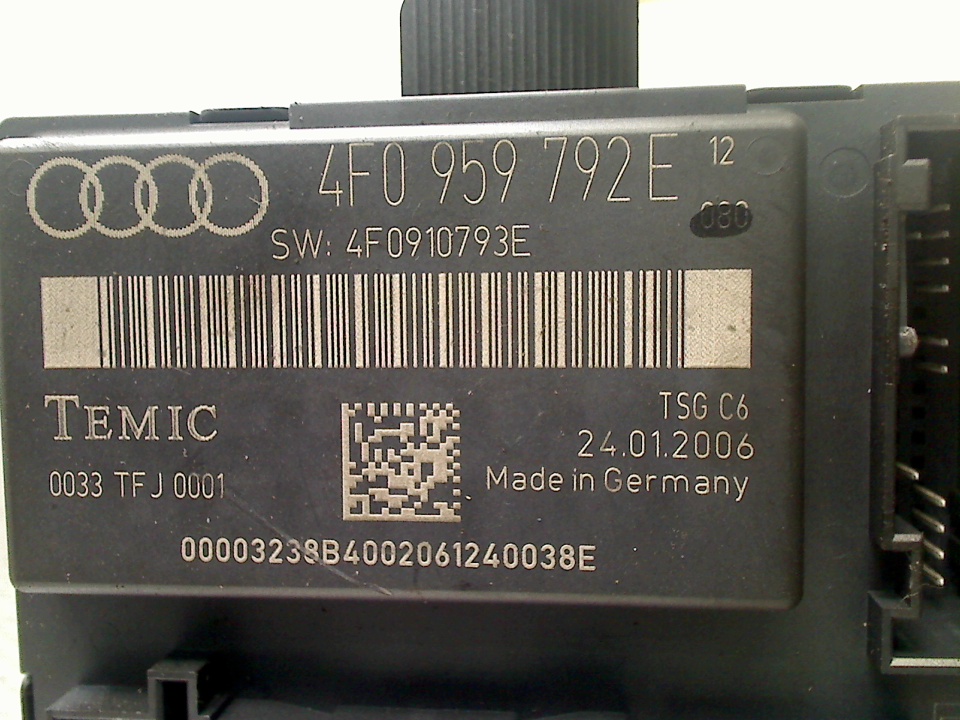 4F0 959 792E 12
080
SW: 4F0910793E
TEMIC
TSG C6
24.01.2006
0033 TFJ 0001
Made in Germany
00003238B4002061240038E